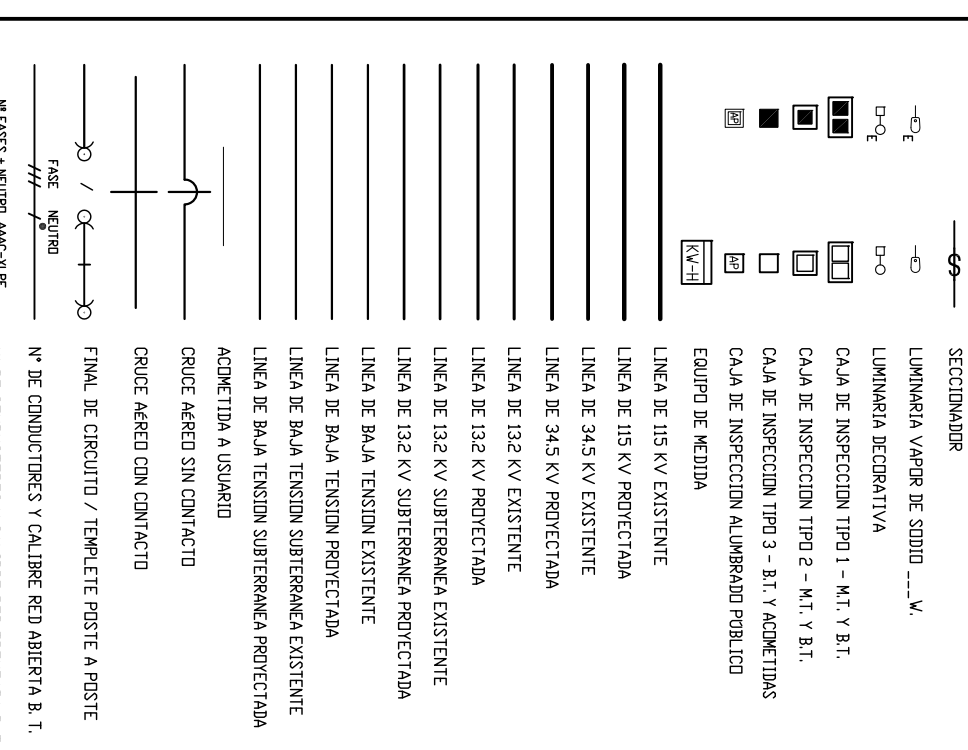 SECCIONADOR
E
LUMINARIA VAPOR DE SODIO ___W.
E
LUMINARIA DECORATIVA
CAJA DE INSPECCION TIPO 1 - M.T. Y B.T.
CAJA DE INSPECCION TIPO 2 - M.T. Y B.T.
CAJA DE INSPECCION TIPO 3 - B.T. Y ACOMETIDAS
AP AP CAJA DE INSPECCION ALUMBRADO PÚBLICO
KW-H EQUIPO DE MEDIDA
LINEA DE 115 KV EXISTENTE
LINEA DE 115 KV PROYECTADA
LINEA DE 34.5 KV EXISTENTE
LINEA DE 34.5 KV PROYECTADA
LINEA DE 13.2 KV EXISTENTE
LINEA DE 13.2 KV PROYECTADA
LINEA DE 13.2 KV SUBTERRANEA EXISTENTE
LINEA DE 13.2 KV SUBTERRANEA PROYECTADA
LINEA DE BAJA TENSION EXISTENTE
LINEA DE BAJA TENSION PROYECTADA
LINEA DE BAJA TENSION SUBTERRANEA EXISTENTE
LINEA DE BAJA TENSION SUBTERRANEA PROYECTADA
ACOMETIDA A USUARIO
CRUCE AÉREO SIN CONTACTO
CRUCE AÉREO CON CONTACTO
/ FINAL DE CIRCUITO / TEMPLETE POSTE A POSTE
FASE NEUTRO
N° DE CONDUCTORES Y CALIBRE RED ABIERTA B. T.
Nº FASES + NEUTRO AAAC-XLPE